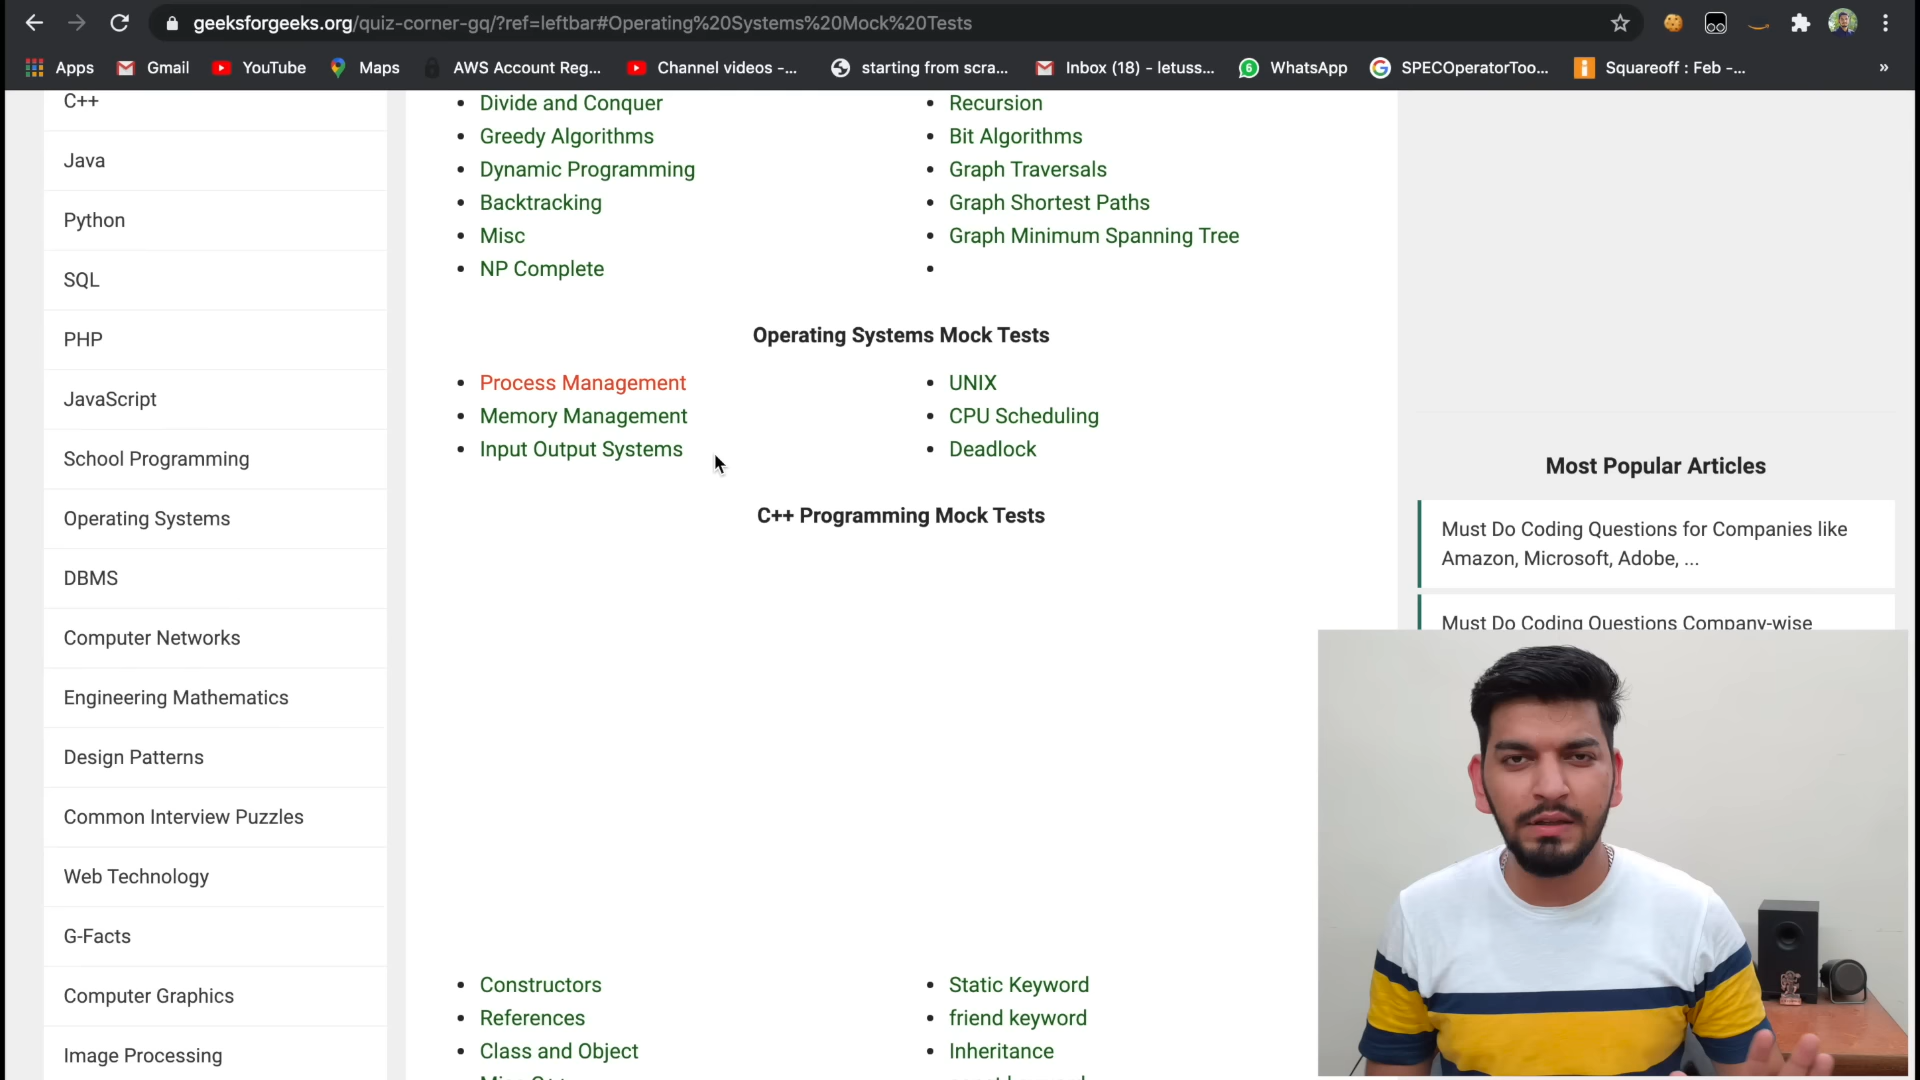 geeksforgeeks.org/quiz-corner-gq/?ref=leftbar#Operating%20Systems%20Mock%20Tests
Apps
Gmail
YouTube
Maps
AWS Account Reg...
Channel videos -...
starting from scra...
Inbox (18) - letuss...
WhatsApp
SPECOperatorToo...
Squareoff : Feb -...
»
C++
Java
Python
SQL
PHP
JavaScript
School Programming
Operating Systems
DBMS
Computer Networks
Engineering Mathematics
Design Patterns
Common Interview Puzzles
Web Technology
G-Facts
Computer Graphics
Image Processing
Divide and Conquer
Greedy Algorithms
Dynamic Programming
Backtracking
Misc
NP Complete
Recursion
Bit Algorithms
Graph Traversals
Graph Shortest Paths
Graph Minimum Spanning Tree
Operating Systems Mock Tests
Process Management
Memory Management
Input Output Systems
UNIX
CPU Scheduling
Deadlock
C++ Programming Mock Tests
Constructors
References
Class and Object
Static Keyword
friend keyword
Inheritance
Most Popular Articles
Must Do Coding Questions for Companies like
Amazon, Microsoft, Adobe, ...
Must Do Coding Questions Company-wise